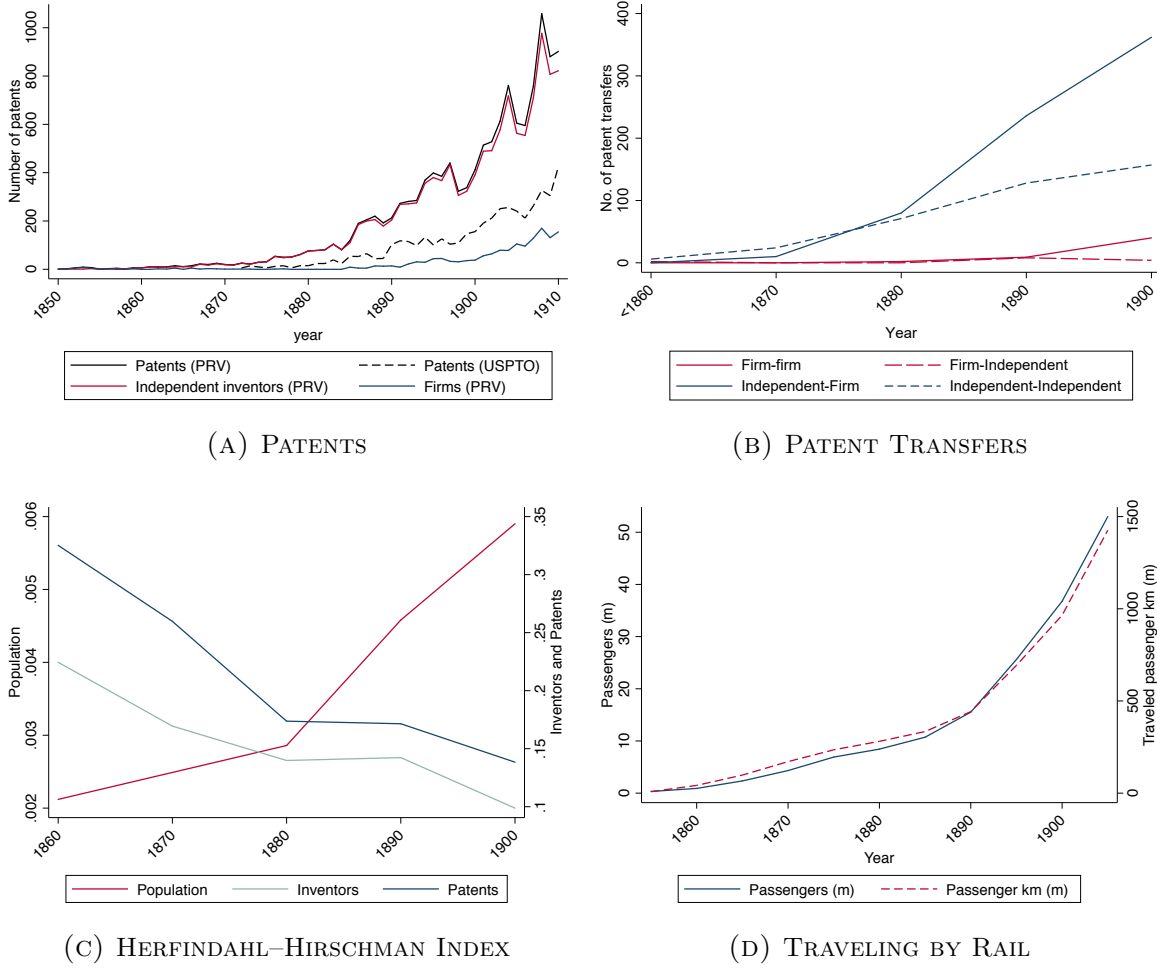 Number of patents
1000
800
600
400
200
0
1850
1860
1870
1880
1890
1900
1910
year
Patents (PRV)
Patents (USPTO)
Independent inventors (PRV)
Firms (PRV)
(A) PATENTS
No. of patent transfers
400
300
200
100
0
<1860
1870
1880
1890
1900
Year
Firm-firm
Firm-Independent
Independent-Firm
Independent-Independent
(B) PATENT TRANSFERS
Population
.006
.005
.004
.003
.002
Inventors and Patents
.35
.3
.25
.2
.15
.1
1860
1870
1880
1890
1900
Population
Inventors
Patents
(C) HERFINDAHL–HIRSCHMAN INDEX
Passengers (m)
50
40
30
20
10
0
Traveled passenger km (m)
1500
1000
500
0
1860
1870
1880
1890
1900
Year
Passengers (m)
Passenger km (m)
(D) TRAVELING BY RAIL